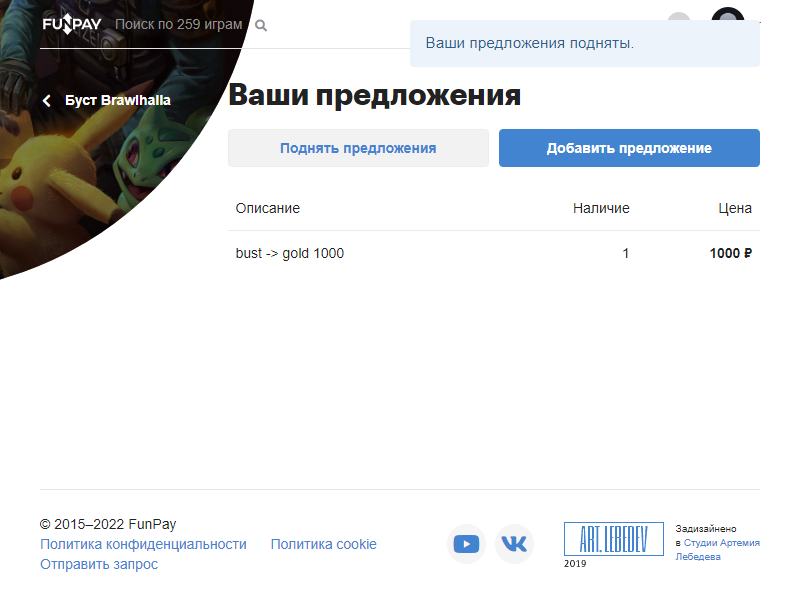 FUNPAY Поиск по 259 играм
Ваши предложения подняты.
Буст Brawlhalla
Ваши предложения
Поднять предложения Добавить предложение
Описание Наличие Цена
bust -> gold 1000 1 1000 ₽
© 2015–2022 FunPay
Политика конфиденциальности Политика cookie
Отправить запрос
ART. LEBEDEV
2019
Задизайнено
в Студии Артемия
Лебедева